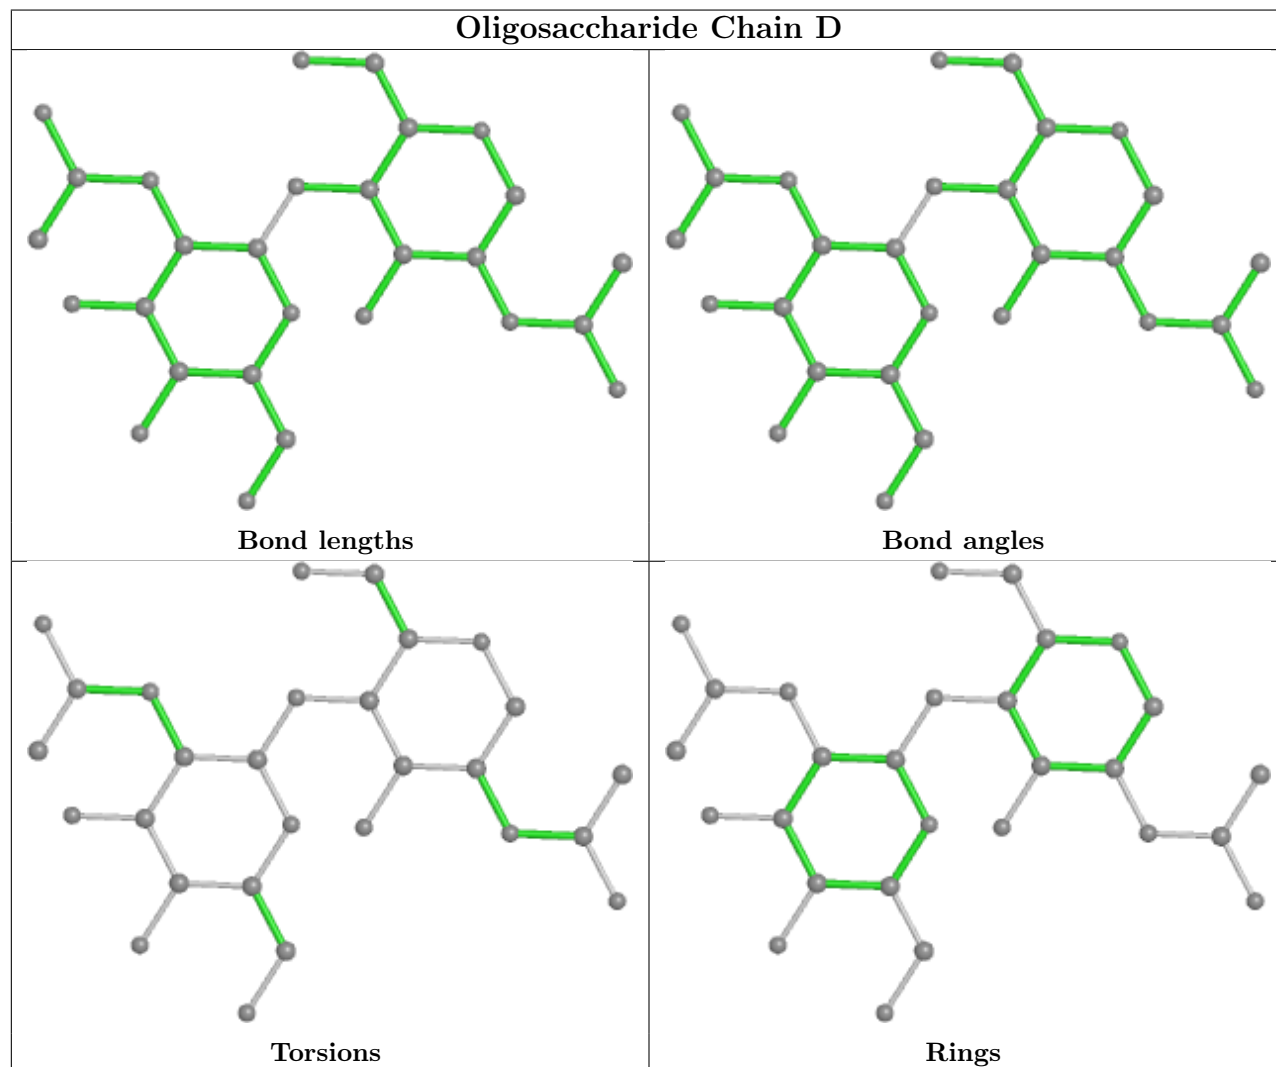 Oligosaccharide Chain D
Bond lengths
Bond angles
Torsions
Rings